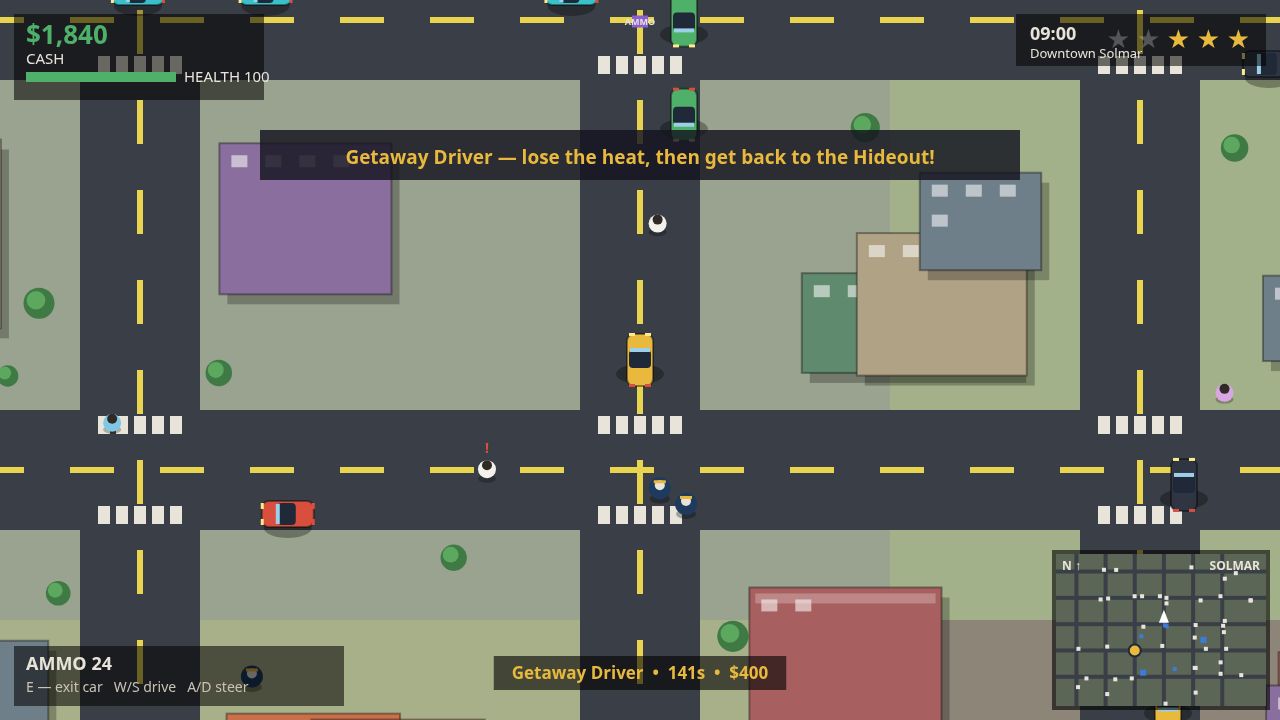 $1,840
CASH
HEALTH 100
AMMO
09:00
Downtown Solmar
Getaway Driver — lose the heat, then get back to the Hideout!
!
N ↑ SOLMAR
AMMO 24
E — exit car W/S drive A/D steer
Getaway Driver • 141s • $400